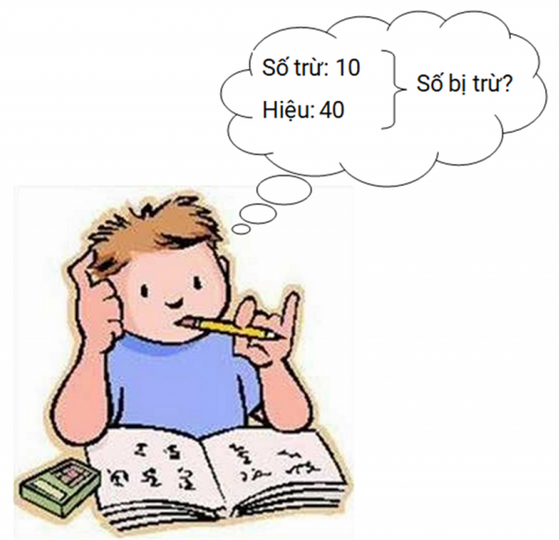 Số trừ: 10
Hiệu: 40
Số bị trừ?